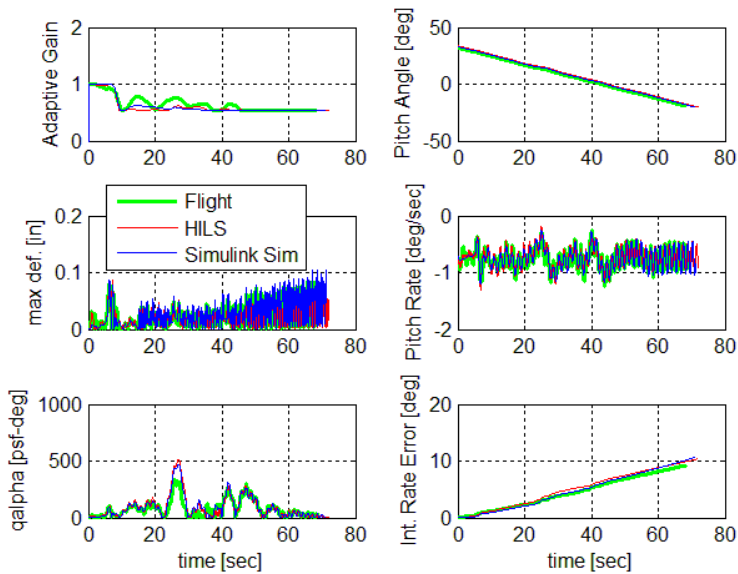 Adaptive Gain
2
1
0
0 20 40 60 80
Pitch Angle [deg]
50
0
-50
0 20 40 60 80
Flight
HILS
Simulink Sim
max def. [in]
0.2
0.1
0
0 20 40 60 80
Pitch Rate [deg/sec]
0
-1
-2
0 20 40 60 80
qalpha [psf-deg]
1000
500
0
0 20 40 60 80
time [sec]
Int. Rate Error [deg]
20
10
0
0 20 40 60 80
time [sec]